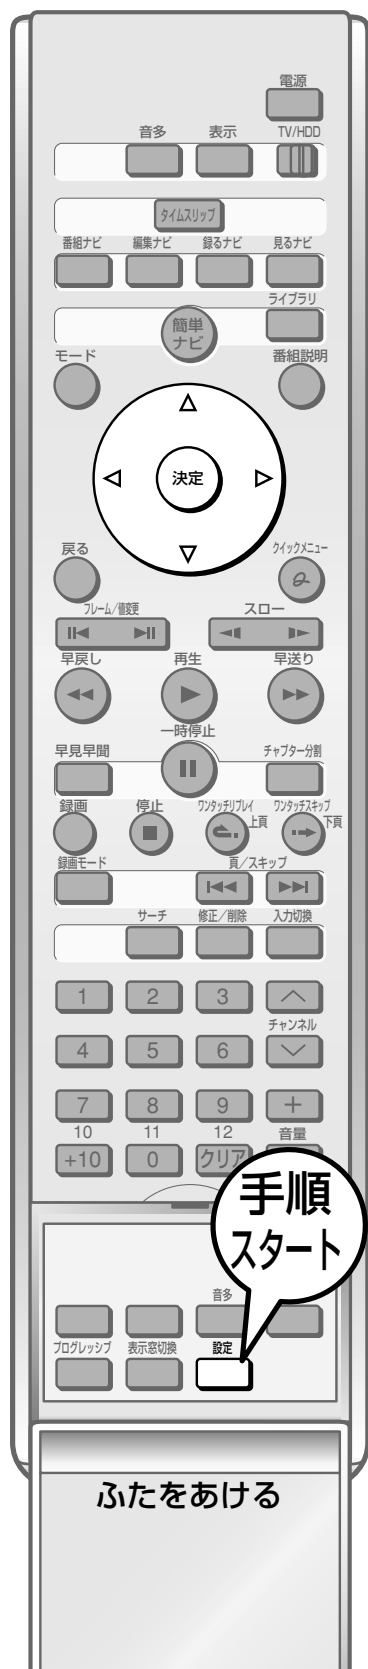 電源
音多 表示 TV/HDD
タイムスリップ
番組ナビ 編集ナビ 録るナビ 見るナビ
ライブラリ
簡単
ナビ
モード 番組説明
決定
戻る クイックメニュー
フレーム/値変更 スロー
早戻し 再生 早送り
一時停止
早見早聞 チャプター分割
録画 停止 ワンタッチリプレイ ワンタッチスキップ
上頁 下頁
録画モード 頁/スキップ
サーチ 修正/削除 入力切換
1 2 3
チャンネル
4 5 6
7 8 9 +
10 11 12 音量
+10 0 クリア
手順
スタート
音多
プログレッシブ 表示窓切換 設定
ふたをあける